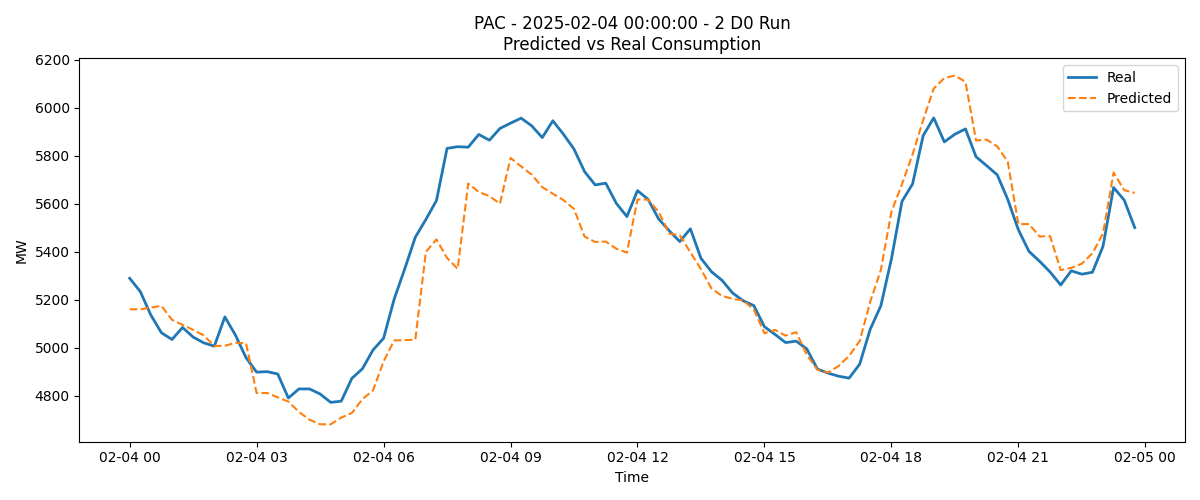 PAC - 2025-02-04 00:00:00 - 2 D0 Run
Predicted vs Real Consumption
6200
6000
5800
5600
5400
5200
5000
4800
MW
Real
Predicted
02-04 00
02-04 03
02-04 06
02-04 09
02-04 12
02-04 15
02-04 18
02-04 21
02-05 00
Time